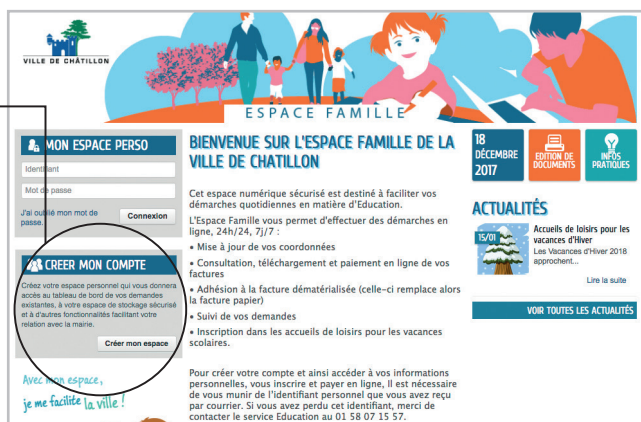 VILLE DE CHÂTILLON
ESPACE FAMILLE
MON ESPACE PERSO
Identifiant
Mot de passe
J'ai oublié mon mot de
passe.
Connexion
CREER MON COMPTE
Créez votre espace personnel qui vous donnera
accès au tableau de bord de vos demandes
existantes, à votre espace de stockage sécurisé
et à d'autres fonctionnalités facilitant votre
relation avec la mairie.
Créer mon espace
Avec mon espace,
je me facilite la ville !
BIENVENUE SUR L'ESPACE FAMILLE DE LA
VILLE DE CHATILLON
Cet espace numérique sécurisé est destiné à faciliter vos
démarches quotidiennes en matière d'Education.
L'Espace Famille vous permet d'effectuer des démarches en
ligne, 24h/24, 7j/7 :
• Mise à jour de vos coordonnées
• Consultation, téléchargement et paiement en ligne de vos
factures
• Adhésion à la facture dématérialisée (celle-ci remplace alors
la facture papier)
• Suivi de vos demandes
• Inscription dans les accueils de loisirs pour les vacances
scolaires.
Pour créer votre compte et ainsi accéder à vos informations
personnelles, vous inscrire et payer en ligne, Il est nécessaire
de vous munir de l'identifiant personnel que vous avez reçu
par courrier. Si vous avez perdu cet identifiant, merci de
contacter le service Education au 01 58 07 15 57.
18
DÉCEMBRE
2017
EDITION DE
DOCUMENTS
INFOS
PRATIQUES
ACTUALITÉS
15/01
Accueils de loisirs pour les
vacances d'Hiver
Les Vacances d'Hiver 2018
approchent...
Lire la suite
VOIR TOUTES LES ACTUALITÉS